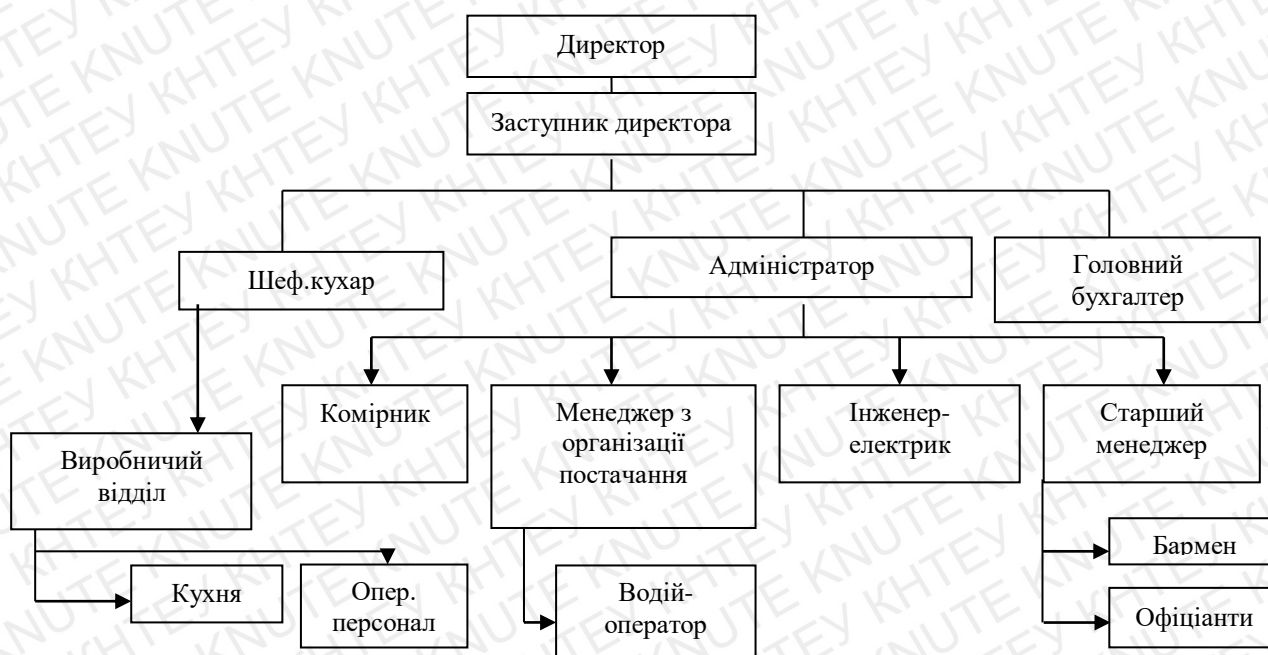 Директор
Заступник директора
Шеф.кухар
Адміністратор
Головний
бухгалтер
Комірник
Менеджер з
організації
постачання
Інженер-
електрик
Старший
менеджер
Виробничий
відділ
Бармен
Кухня
Опер.
персонал
Водій-
оператор
Офіціанти